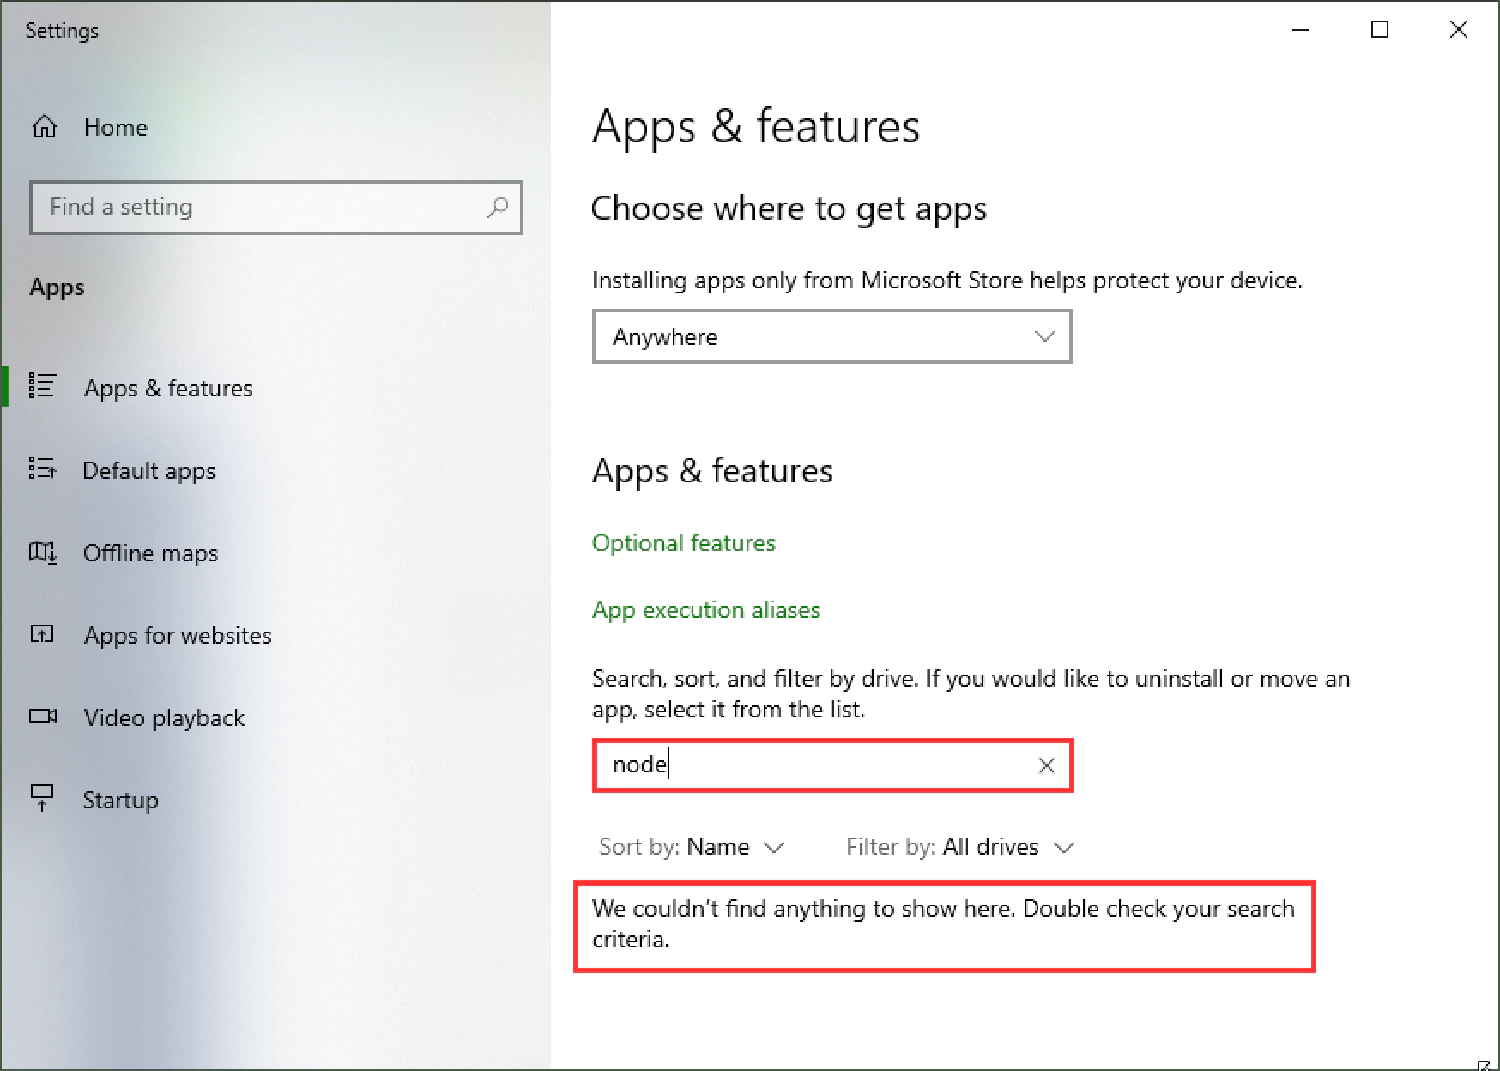 Settings
Home
Find a setting
Apps
Apps & features
Default apps
Offline maps
Apps for websites
Video playback
Startup
Apps & features
Choose where to get apps
Installing apps only from Microsoft Store helps protect your device.
Anywhere
Apps & features
Optional features
App execution aliases
Search, sort, and filter by drive. If you would like to uninstall or move an
app, select it from the list.
node
Sort by: Name Filter by: All drives
We couldn't find anything to show here. Double check your search
criteria.